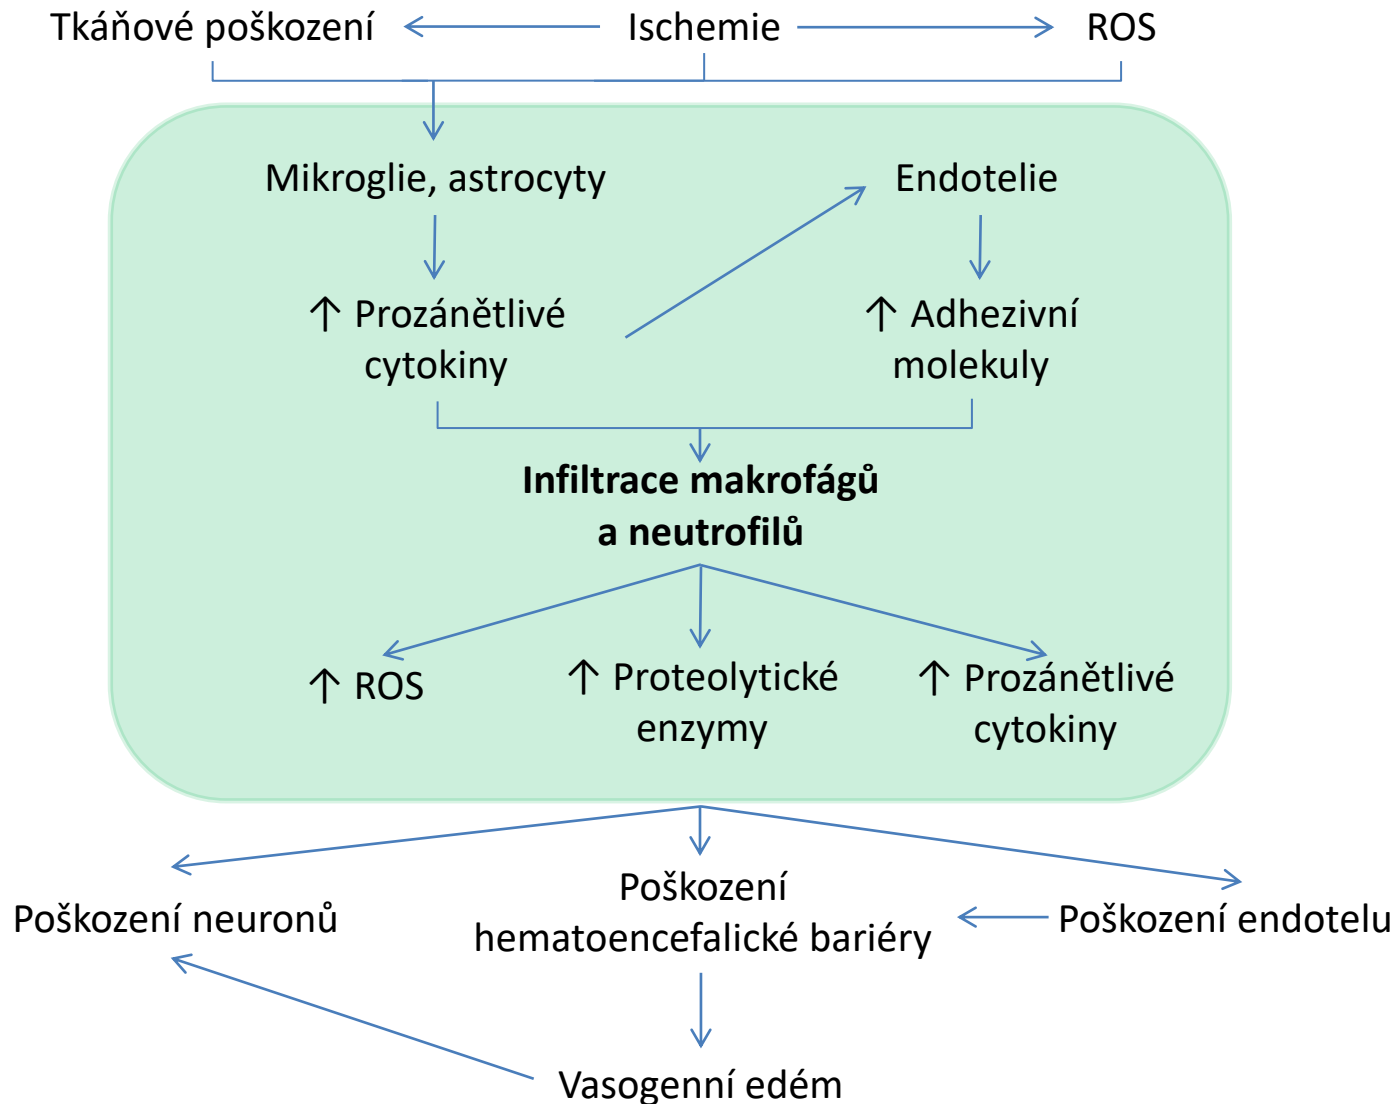 Tkáňové poškození
Ischemie
ROS
Mikroglie, astrocyty
Endotelie
↑ Prozánětlivé
cytokiny
↑ Adhezivní
molekuly
Infiltrace makrofágů
a neutrofilů
↑ ROS
↑ Proteolytické
enzymy
↑ Prozánětlivé
cytokiny
Poškození neuronů
Poškození
hematoencefalické bariéry
Poškození endotelu
Vasogenní edém